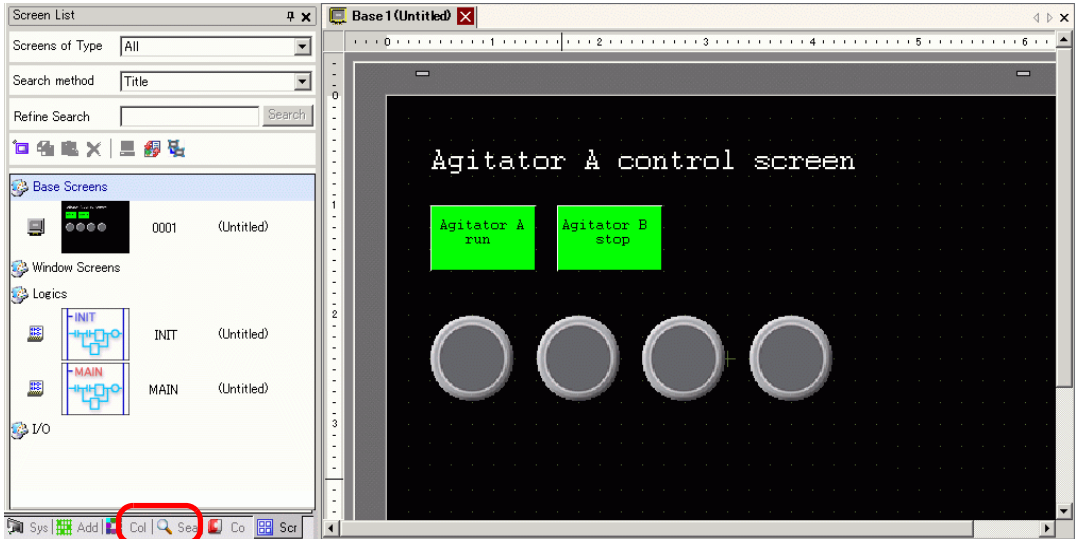 Screen List
Screens of Type All
Search method Title
Refine Search Search
Base Screens
0001 (Untitled)
Window Screens
Logics
INIT
INIT (Untitled)
MAIN
MAIN (Untitled)
I/O
Sys Add Col Sea Co Scr
Base 1 (Untitled)
0 1 2 3 4 5 6
0
1
2
3
Agitator A control screen
Agitator A
run
Agitator B
stop